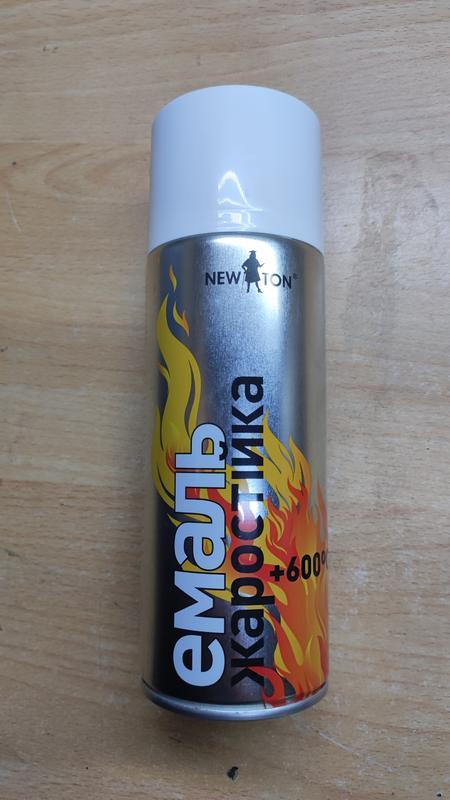 NEWTON®
емаль
жаростійка
+600°